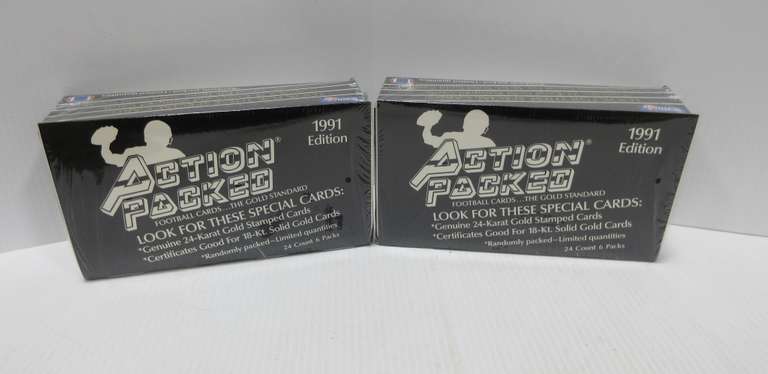 1991
Edition
ACTION®
PACKED
FOOTBALL CARDS...THE GOLD STANDARD
LOOK FOR THESE SPECIAL CARDS:
*Genuine 24-Karat Gold Stamped Cards
*Certificates Good For 18-Kt. Solid Gold Cards
*Randomly packed—Limited quantities
24 Count 6 Packs
1991
Edition
ACTION®
PACKED
FOOTBALL CARDS...THE GOLD STANDARD
LOOK FOR THESE SPECIAL CARDS:
*Genuine 24-Karat Gold Stamped Cards
*Certificates Good For 18-Kt. Solid Gold Cards
*Randomly packed—Limited quantities
24 Count 6 Packs